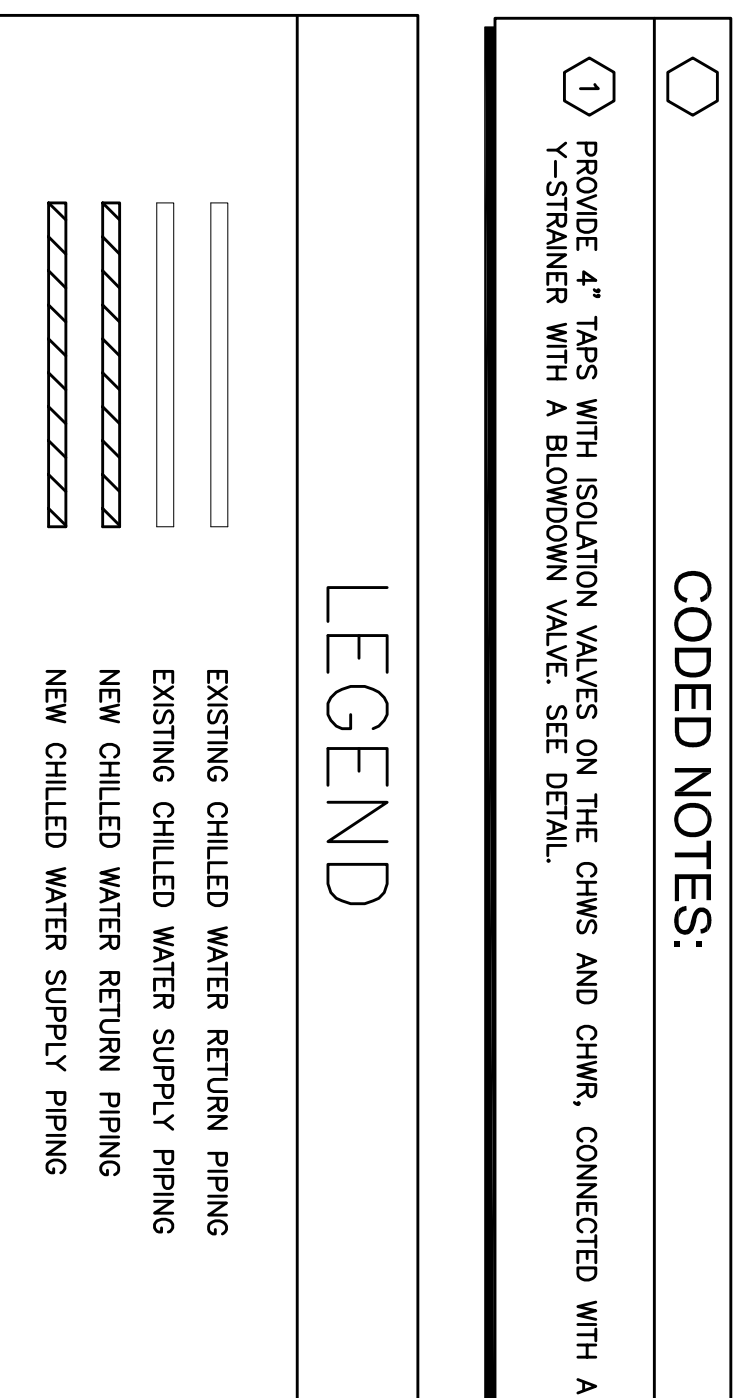 CODED NOTES:
1
PROVIDE 4" TAPS WITH ISOLATION VALVES ON THE CHWS AND CHWR, CONNECTED WITH A
Y-STRAINER WITH A BLOWDOWN VALVE. SEE DETAIL.
LEGEND
EXISTING CHILLED WATER RETURN PIPING
EXISTING CHILLED WATER SUPPLY PIPING
NEW CHILLED WATER RETURN PIPING
NEW CHILLED WATER SUPPLY PIPING